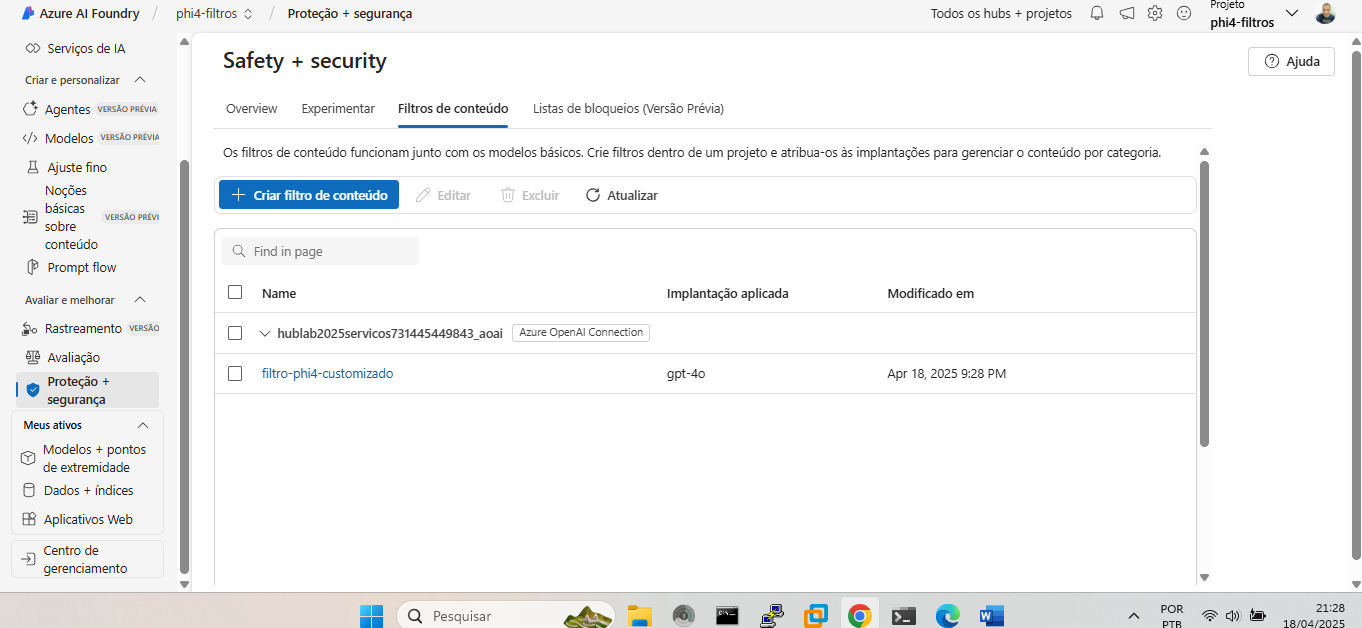 Azure AI Foundry / phi4-filtros / Proteção + segurança
Todos os hubs + projetos
Projeto
phi4-filtros
Serviços de IA
Criar e personalizar
Agentes VERSÃO PRÉVIA
Modelos VERSÃO PRÉVIA
Ajuste fino
Noções
básicas
sobre
conteúdo
VERSÃO PRÉVI
Prompt flow
Avaliar e melhorar
Rastreamento VERSÃO
Avaliação
Proteção +
segurança
Meus ativos
Modelos + pontos
de extremidade
Dados + índices
Aplicativos Web
Centro de
gerenciamento
Safety + security
Ajuda
Overview Experimentar Filtros de conteúdo Listas de bloqueios (Versão Prévia)
Os filtros de conteúdo funcionam junto com os modelos básicos. Crie filtros dentro de um projeto e atribua-os às implantações para gerenciar o conteúdo por categoria.
Criar filtro de conteúdo Editar Excluir Atualizar
Find in page
Name Implantação aplicada Modificado em
hublab2025servicos731445449843_aoai Azure OpenAI Connection
filtro-phi4-customizado gpt-4o Apr 18, 2025 9:28 PM
Pesquisar
POR
PTB
21:28
18/04/2025